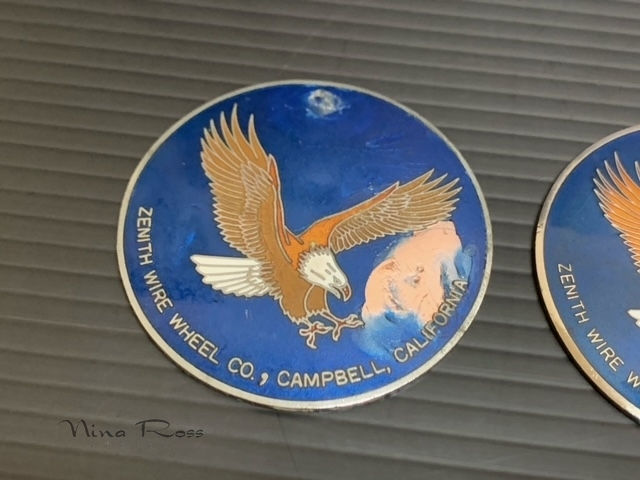 ZENITH WIRE WHEEL CO., CAMPBELL, CALIFORNIA
ZENITH WIRE
Nina Ross